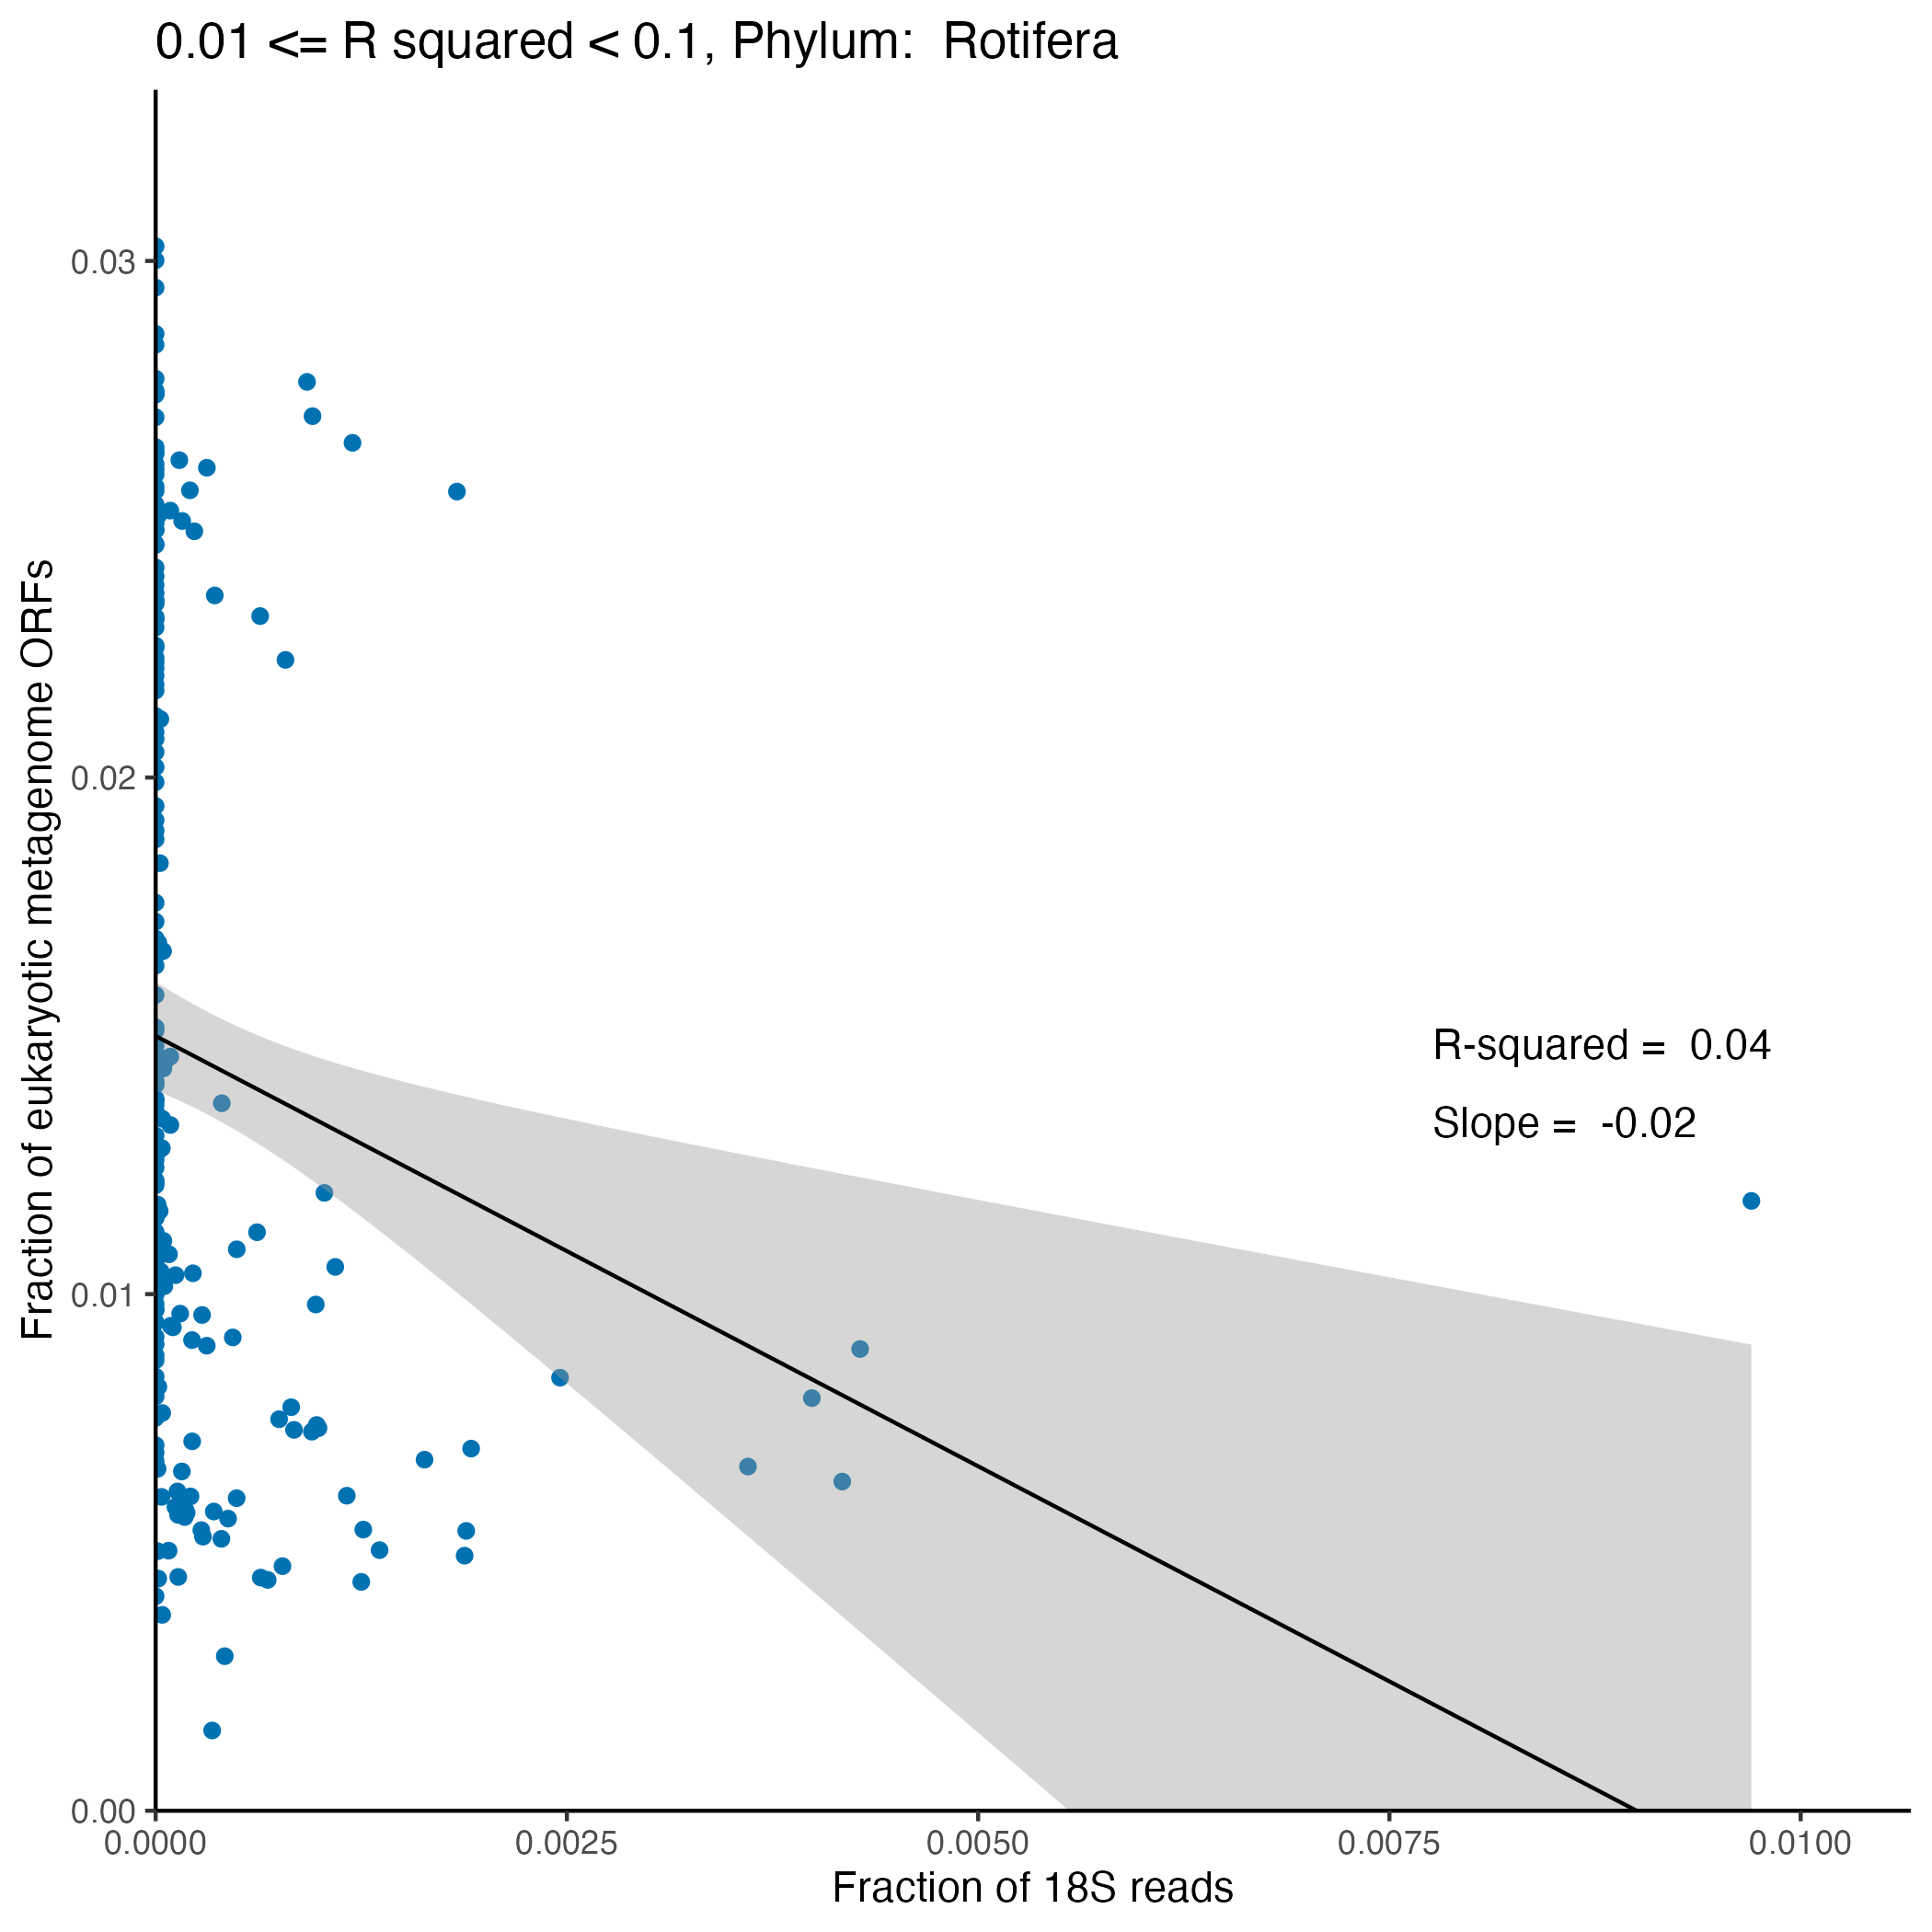 0.01 <= R squared < 0.1, Phylum:  Rotifera
Fraction of eukaryotic metagenome ORFs
0.03
0.02
0.01
0.00
R-squared =  0.04
Slope =  -0.02
0.0000 0.0025 0.0050 0.0075 0.0100
Fraction of 18S reads